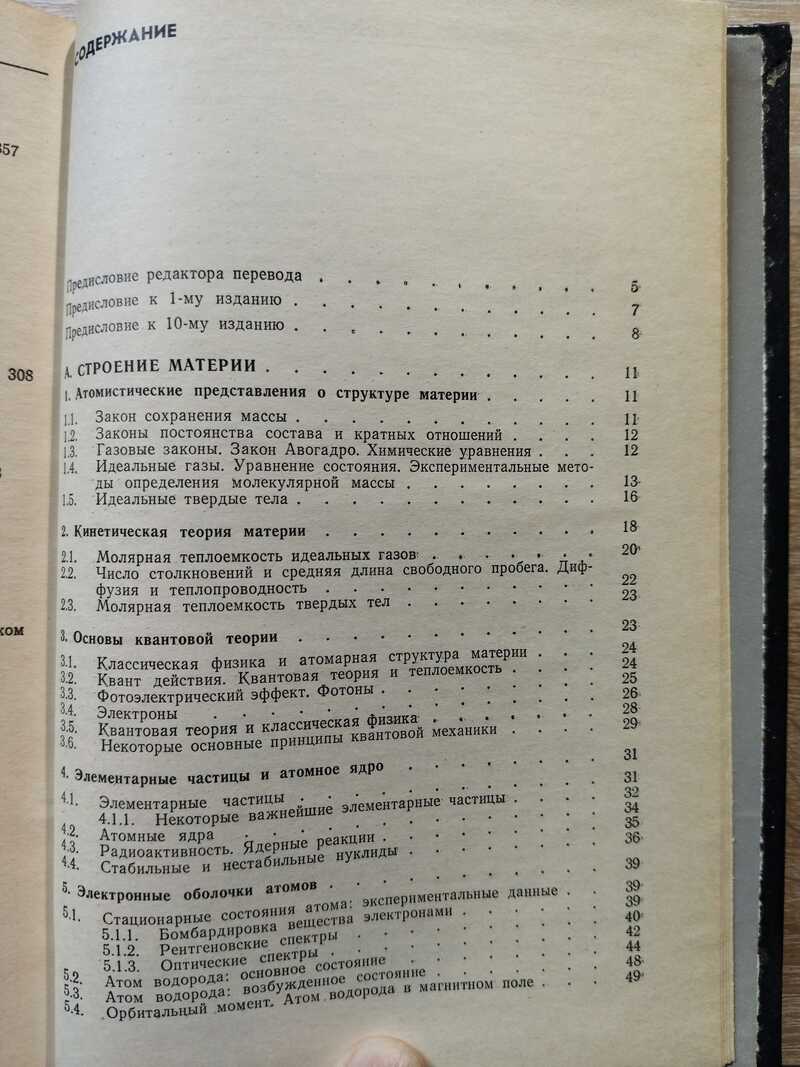 СОДЕРЖАНИЕ
357
308
ком
Предисловие редактора перевода . . . . . . . . . . . 5
Предисловие к 1-му изданию . . . . . . . . . . . . 7
Предисловие к 10-му изданию . . . . . . . . . . . . 8
А. СТРОЕНИЕ МАТЕРИИ . . . . . . . . . . . . . 11
1. Атомистические представления о структуре материи . . . . . 11
1.1. Закон сохранения массы . . . . . . . . . . . . 11
1.2. Законы постоянства состава и кратных отношений . . . . 12
1.3. Газовые законы. Закон Авогадро. Химические уравнения . . . 12
1.4. Идеальные газы. Уравнение состояния. Экспериментальные мето-
ды определения молекулярной массы . . . . . . . . 13
1.5. Идеальные твердые тела . . . . . . . . . . . . 16
2. Кинетическая теория материи . . . . . . . . . . . 18
2.1. Молярная теплоемкость идеальных газов . . . . . . . 20
2.2. Число столкновений и средняя длина свободного пробега. Диф-
фузия и теплопроводность . . . . . . . . . . . 22
2.3. Молярная теплоемкость твердых тел . . . . . . . . 23
3. Основы квантовой теории . . . . . . . . . . . . 23
3.1. Классическая физика и атомарная структура материи . . . 24
3.2. Квант действия. Квантовая теория и теплоемкость . . . . 24
3.3. Фотоэлектрический эффект. Фотоны . . . . . . . . . 25
3.4. Электроны . . . . . . . . . . . . . . . 26
3.5. Квантовая теория и классическая физика . . . . . . . 28
3.6. Некоторые основные принципы квантовой механики . . . . 29
4. Элементарные частицы и атомное ядро . . . . . . . . 31
4.1. Элементарные частицы . . . . . . . . . . . . 31
4.1.1. Некоторые важнейшие элементарные частицы . . . . 32
4.2. Атомные ядра . . . . . . . . . . . . . . 34
4.3. Радиоактивность. Ядерные реакции . . . . . . . . . 35
4.4. Стабильные и нестабильные нуклиды . . . . . . . . 36
5. Электронные оболочки атомов . . . . . . . . . . . 39
5.1. Стационарные состояния атома: экспериментальные данные . . 39
5.1.1. Бомбардировка вещества электронами . . . . . . 39
5.1.2. Рентгеновские спектры . . . . . . . . . . 40
5.1.3. Оптические спектры . . . . . . . . . . . 42
5.2. Атом водорода: основное состояние . . . . . . . . . 44
5.3. Атом водорода: возбужденное состояние . . . . . . . 48
5.4. Орбитальный момент. Атом водорода в магнитном поле . . . 49